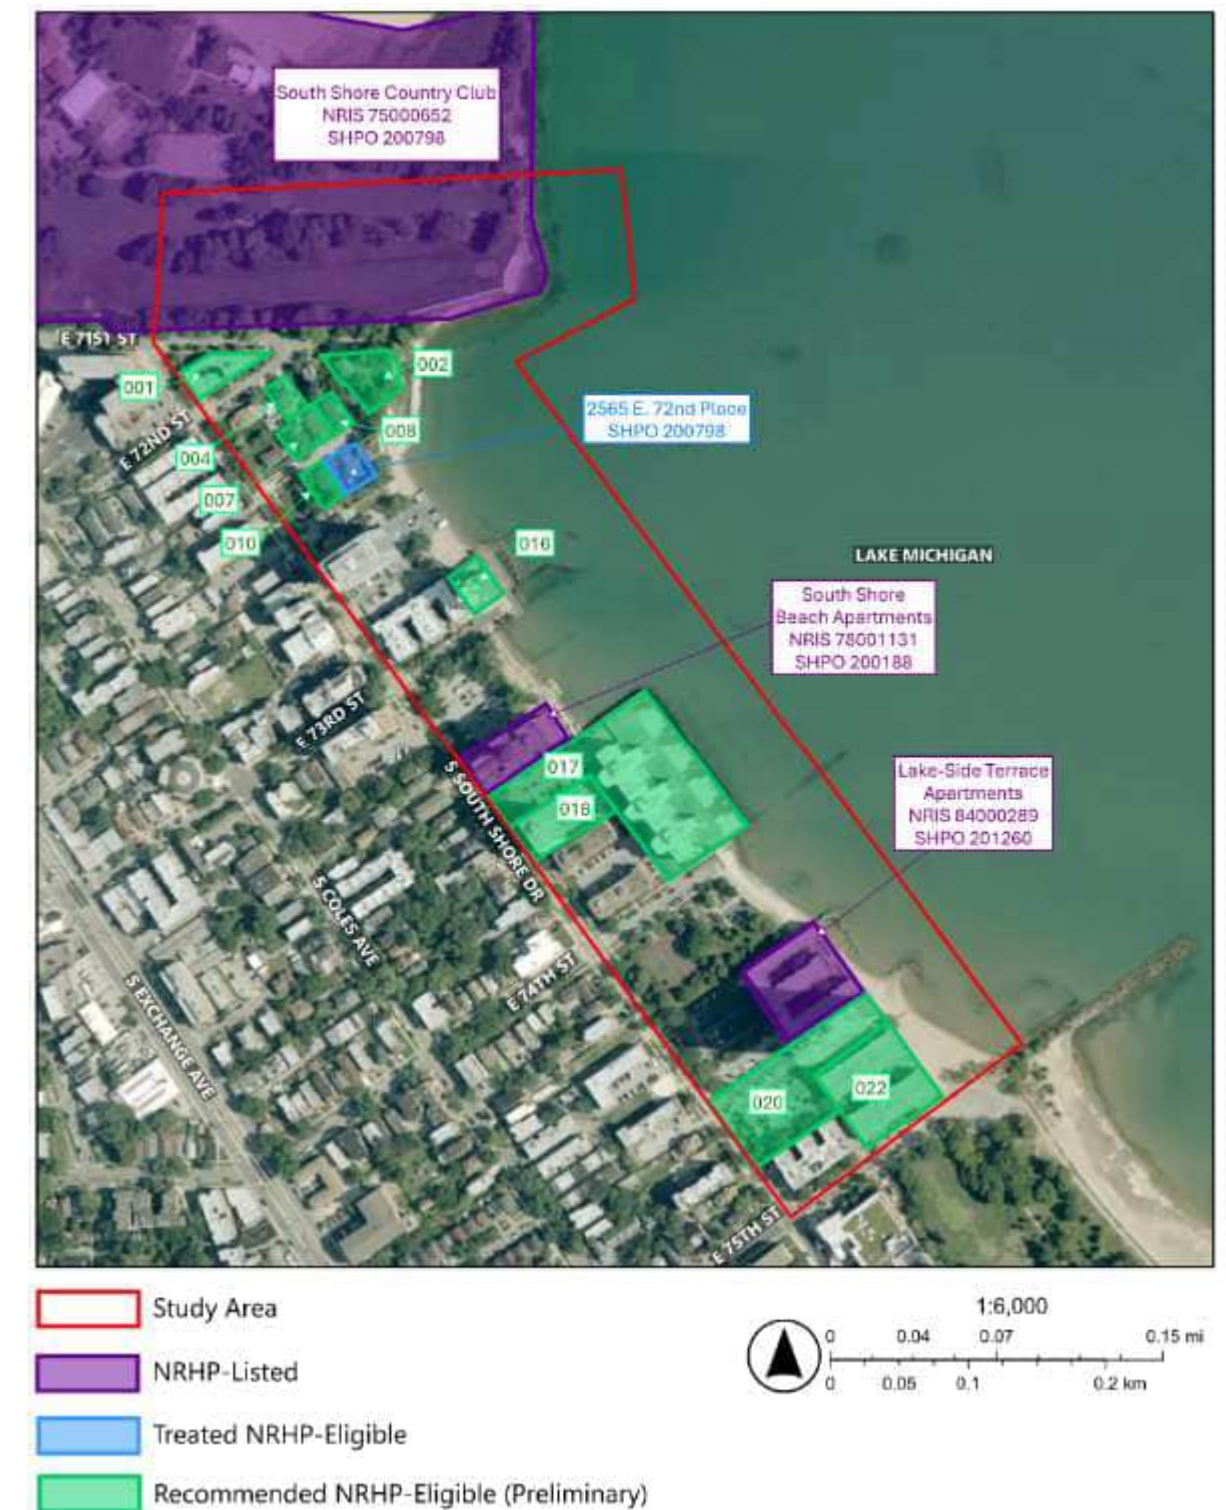 South Shore Country Club
NRIS 75000652
SHPO 200798
E 71ST ST
001
002
E 72ND ST
2565 E. 72nd Place
SHPO 200798
008
004
007
010
016
LAKE MICHIGAN
South Shore
Beach Apartments
NRIS 78001131
SHPO 200188
E 73RD ST
017
018
S SOUTH SHORE DR
Lake-Side Terrace
Apartments
NRIS 84000289
SHPO 201260
S COLES AVE
E 74TH ST
S EXCHANGE AVE
020
022
E 75TH ST
Study Area
NRHP-Listed
Treated NRHP-Eligible
Recommended NRHP-Eligible (Preliminary)
1:6,000
0 0.04 0.07 0.15 mi
0 0.05 0.1 0.2 km